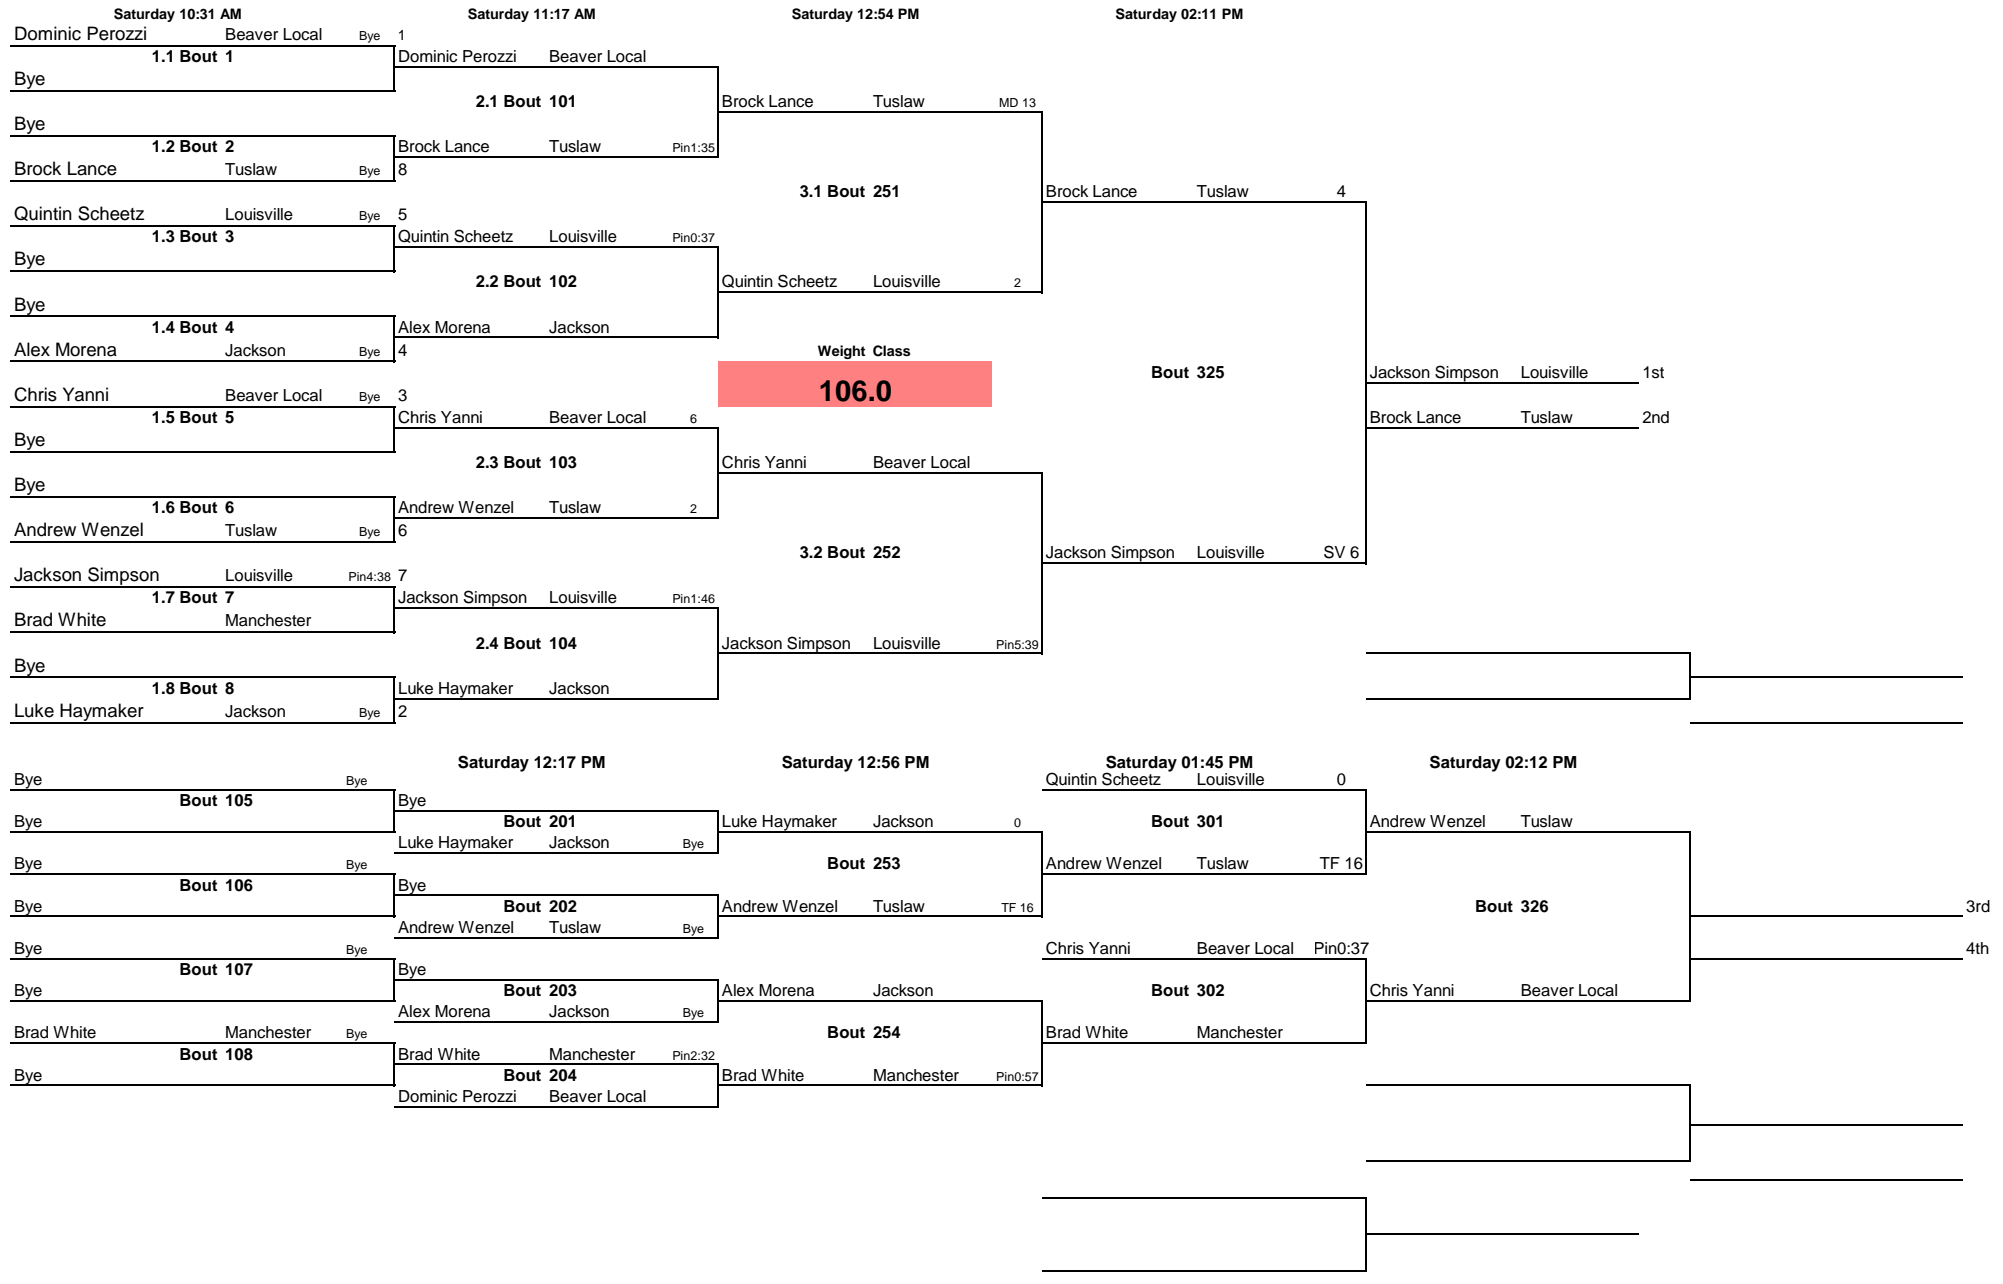 Saturday 10:31 AM Saturday 11:17 AM Saturday 12:54 PM Saturday 02:11 PM
Dominic Perozzi Beaver Local Bye 1
1.1 Bout 1 Dominic Perozzi Beaver Local
Bye
2.1 Bout 101 Brock Lance Tuslaw MD 13
Bye
1.2 Bout 2 Brock Lance Tuslaw Pin1:35
Brock Lance Tuslaw Bye 8
3.1 Bout 251 Brock Lance Tuslaw 4
Quintin Scheetz Louisville Bye 5
1.3 Bout 3 Quintin Scheetz Louisville Pin0:37
Bye
2.2 Bout 102 Quintin Scheetz Louisville 2
Bye
1.4 Bout 4 Alex Morena Jackson
Alex Morena Jackson Bye 4 Weight Class
Bout 325 Jackson Simpson Louisville 1st
106.0
Chris Yanni Beaver Local Bye 3
1.5 Bout 5 Chris Yanni Beaver Local 6 Brock Lance Tuslaw 2nd
Bye
2.3 Bout 103 Chris Yanni Beaver Local
Bye
1.6 Bout 6 Andrew Wenzel Tuslaw 2
Andrew Wenzel Tuslaw Bye 6
3.2 Bout 252 Jackson Simpson Louisville SV 6
Jackson Simpson Louisville Pin4:38 7
1.7 Bout 7 Jackson Simpson Louisville Pin1:46
Brad White Manchester
2.4 Bout 104 Jackson Simpson Louisville Pin5:39
Bye
1.8 Bout 8 Luke Haymaker Jackson
Luke Haymaker Jackson Bye 2
Saturday 12:17 PM Saturday 12:56 PM Saturday 01:45 PM Saturday 02:12 PM
Bye Bye Quintin Scheetz Louisville 0
Bout 105 Bye
Bye Bout 201 Luke Haymaker Jackson 0 Bout 301 Andrew Wenzel Tuslaw
Luke Haymaker Jackson Bye
Bye Bye Bout 253 Andrew Wenzel Tuslaw TF 16
Bout 106 Bye
Bye Bout 202 Andrew Wenzel Tuslaw TF 16 Bout 326 3rd
Andrew Wenzel Tuslaw Bye
Bye Bye Chris Yanni Beaver Local Pin0:37 4th
Bout 107 Bye
Bye Bout 203 Alex Morena Jackson Bout 302 Chris Yanni Beaver Local
Alex Morena Jackson Bye
Brad White Manchester Bye Bout 254 Brad White Manchester
Bout 108 Brad White Manchester Pin2:32
Bye Bout 204 Brad White Manchester Pin0:57
Dominic Perozzi Beaver Local